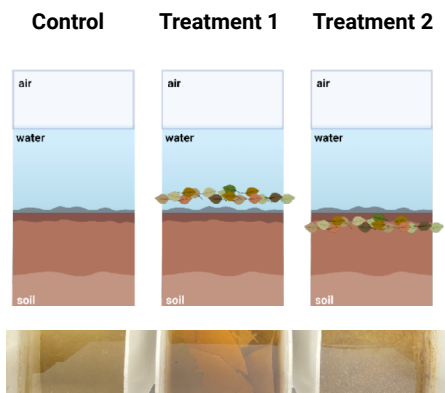 Control Treatment 1 Treatment 2
air air air
water water water
soil soil soil